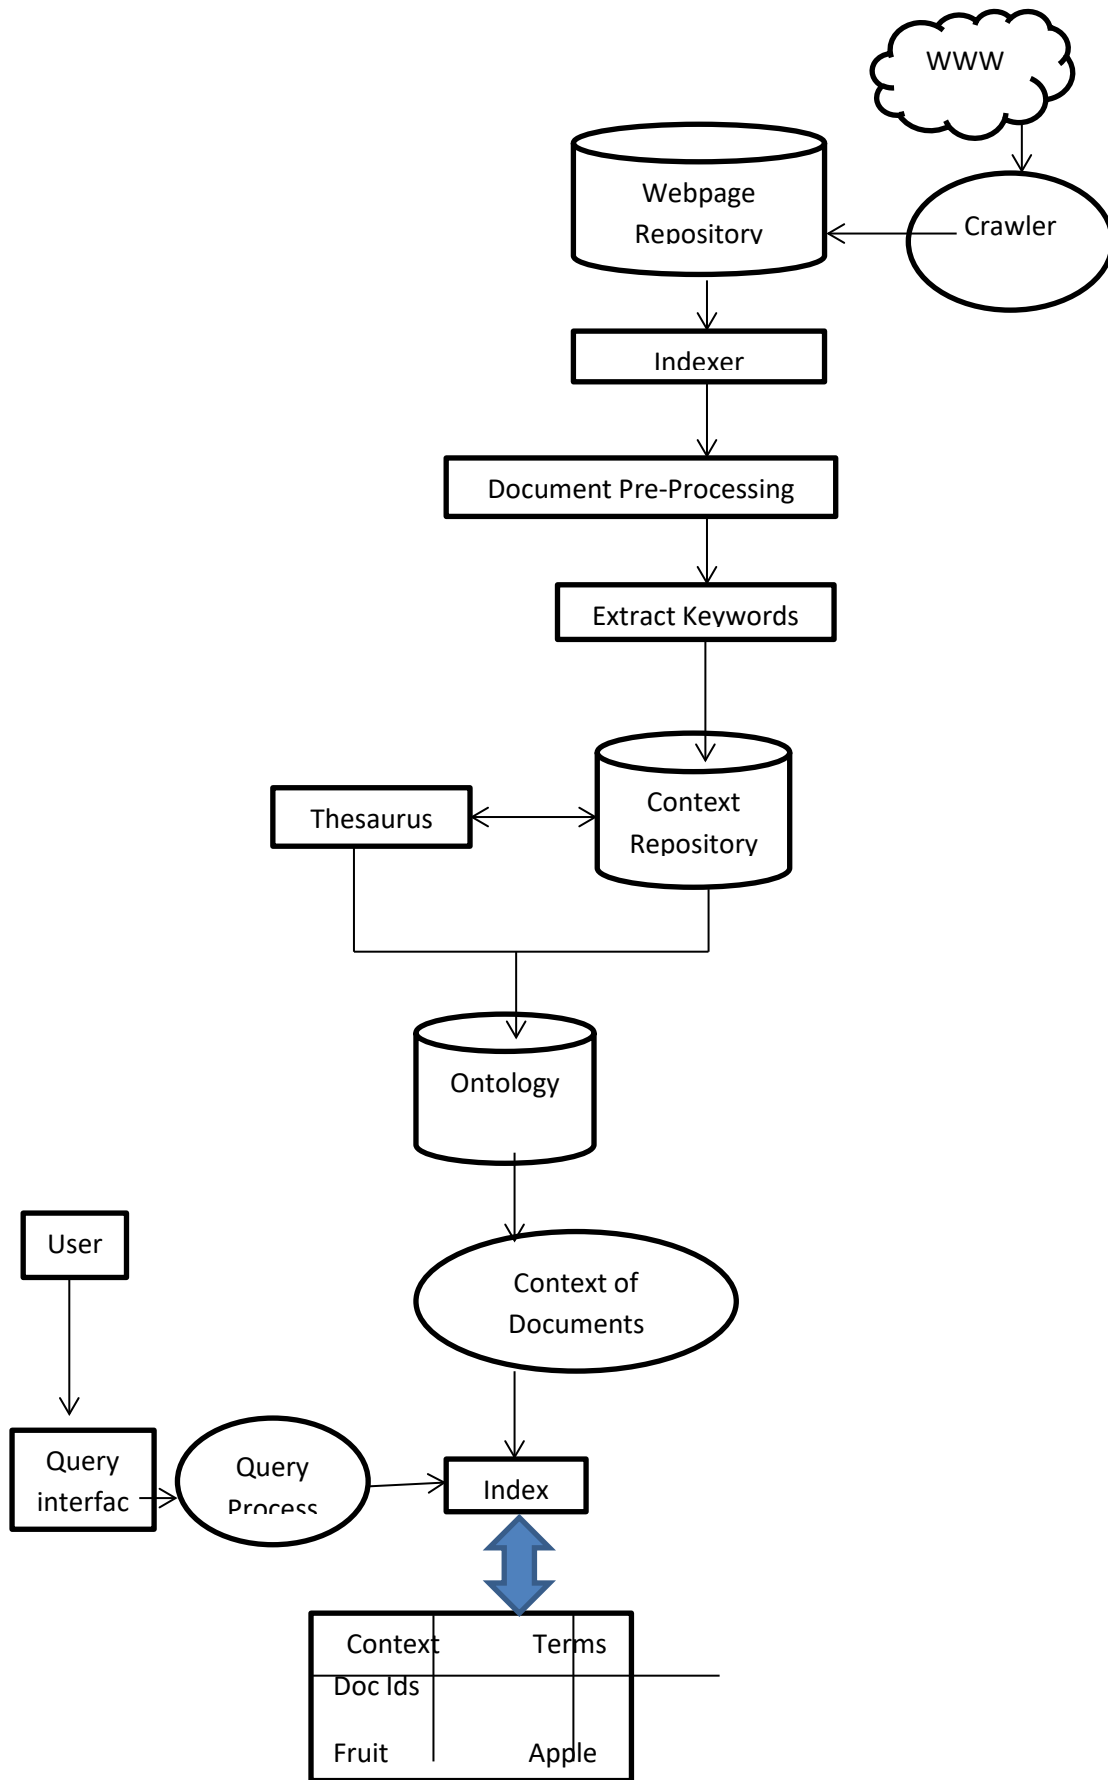 WWW
Webpage
Repository
Crawler
Indexer
Document Pre-Processing
Extract Keywords
Thesaurus
Context
Repository
Ontology
User
Context of
Documents
Query
interfac
Query
Process
Index
Context Terms
Doc Ids
Fruit Apple